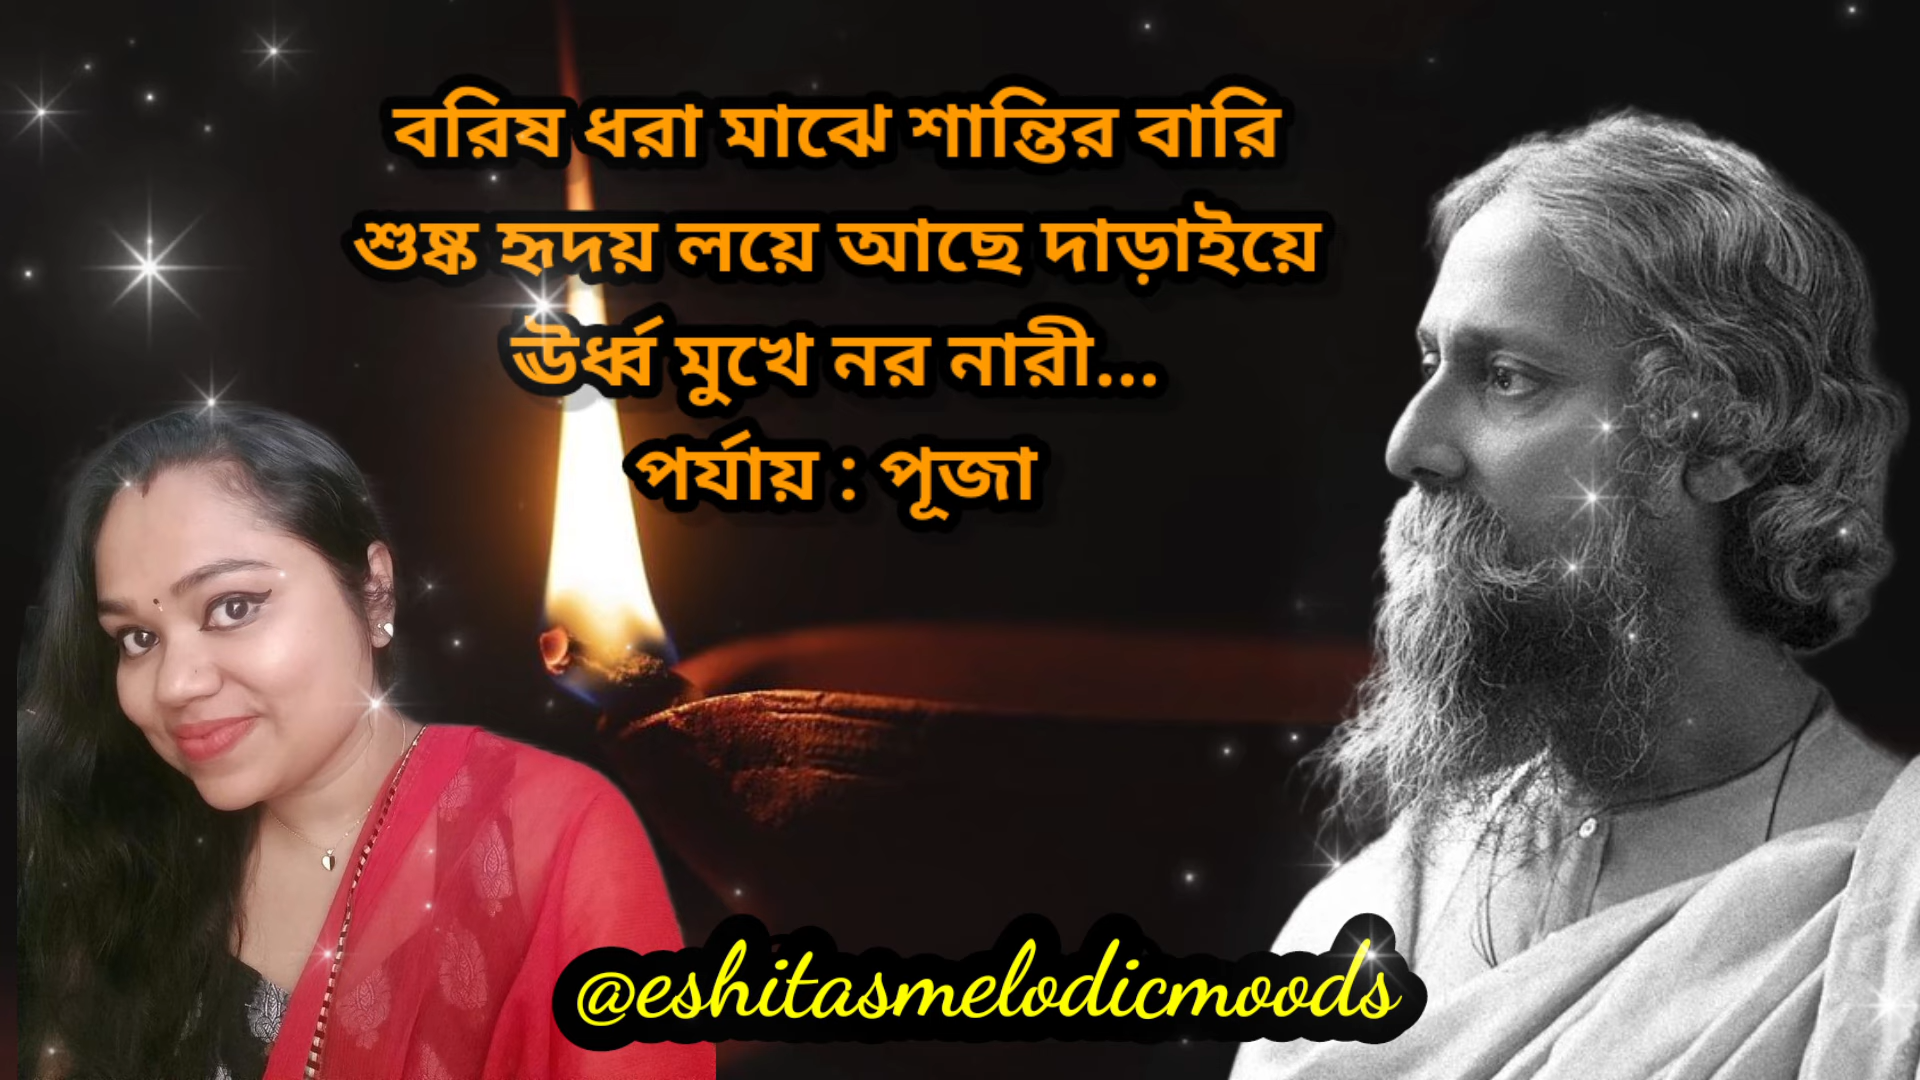 বরিষ ধরা মাঝে শান্তির বারি
শুষ্ক হৃদয় লয়ে আছে দাড়াইয়ে
ঊর্ধ্ব মুখে নর নারী...
পর্যায় : পূজা
@eshitasmelodicmoods